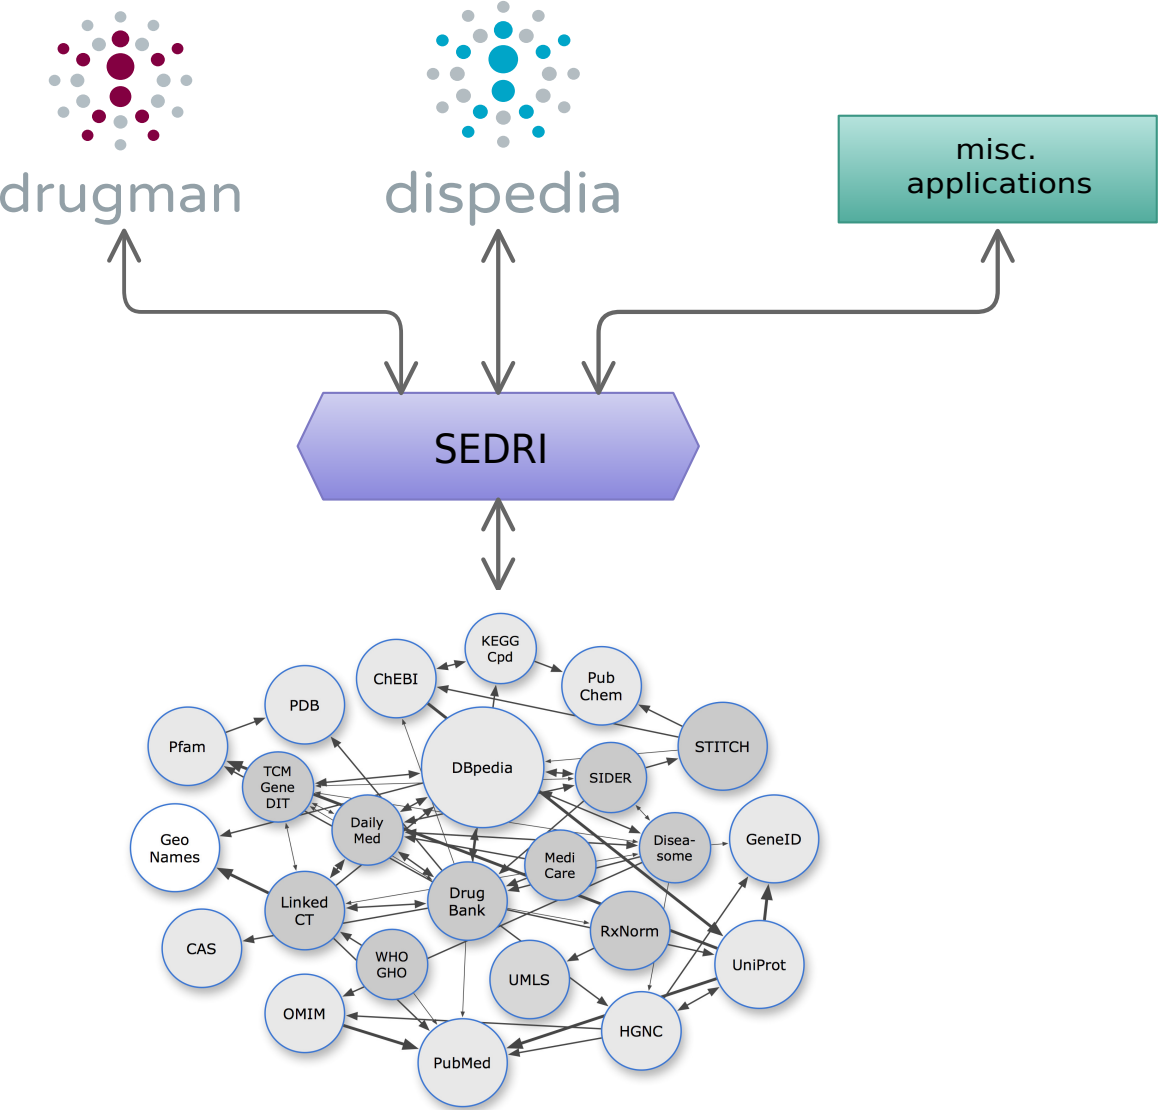 drugman
dispedia
misc.
applications
SEDRI
KEGG
Cpd
ChEBI
Pub
Chem
PDB
Pfam
DBpedia
STITCH
TCM
Gene
DIT
SIDER
Daily
Med
Geo
Names
Medi
Care
Disea-
some
GeneID
Linked
CT
Drug
Bank
RxNorm
CAS
WHO
GHO
UMLS
UniProt
OMIM
HGNC
PubMed